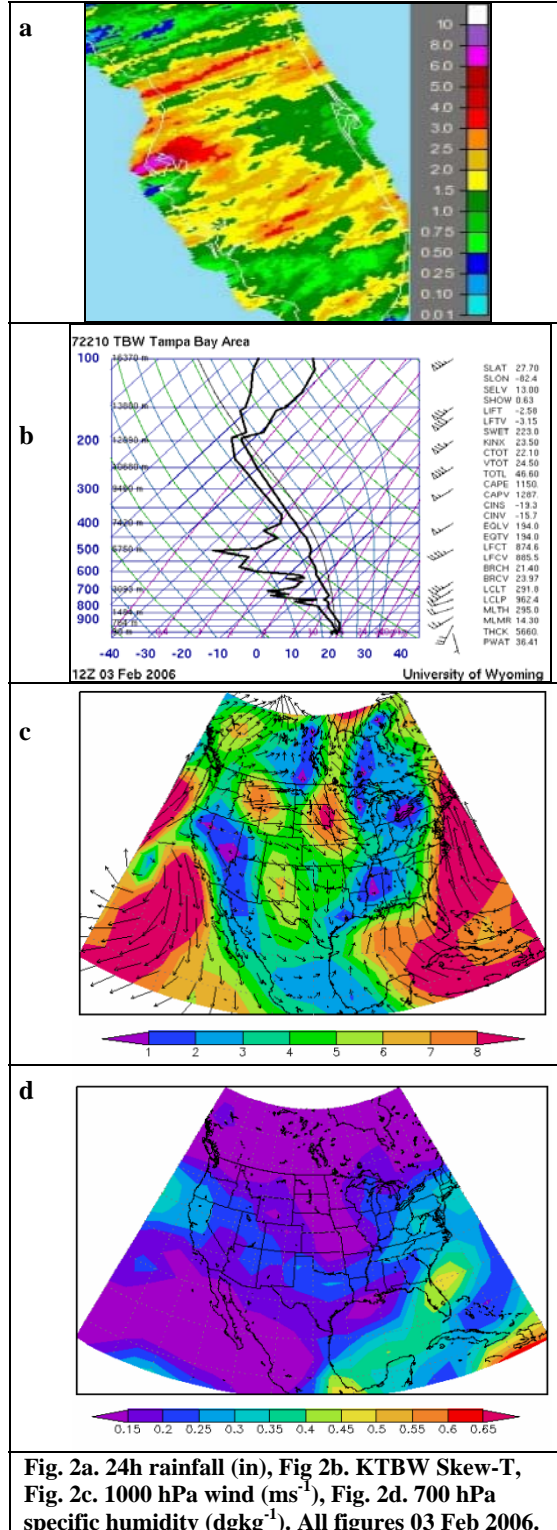 a
10
8.0
6.0
5.0
4.0
3.0
2.5
2.0
1.5
1.0
0.75
0.50
0.25
0.10
0.01
b
72210 TBW Tampa Bay Area
100
200
300
400
500
600
700
800
900
16370 m
SLAT 27.70
SLON -82.4
SELV 13.00
SHOW 0.63
LIFT -2.58
LFTV -3.15
SWET 223.0
KINX 23.50
CTOT 22.10
VTOT 24.50
TOTL 46.60
CAPE 1150.
CAPV 1287.
CINS -19.3
CINV -15.7
EQLV 194.0
EQTV 194.0
LFCT 874.6
LFCV 885.5
BRCH 21.40
BRCV 23.97
LCLT 291.0
LCLP 962.4
MLTH 295.0
MLMR 14.30
THCK 5660.
PWAT 36.41
-40 -30 -20 -10 0 10 20 30 40
12Z 03 Feb 2006 University of Wyoming
c
1 2 3 4 5 6 7 8
d
0.15 0.2 0.25 0.3 0.35 0.4 0.45 0.5 0.55 0.6 0.65
Fig. 2a. 24h rainfall (in), Fig 2b. KTBW Skew-T,
Fig. 2c. 1000 hPa wind (ms-1), Fig. 2d. 700 hPa
specific humidity (dgkg-1). All figures 03 Feb 2006.